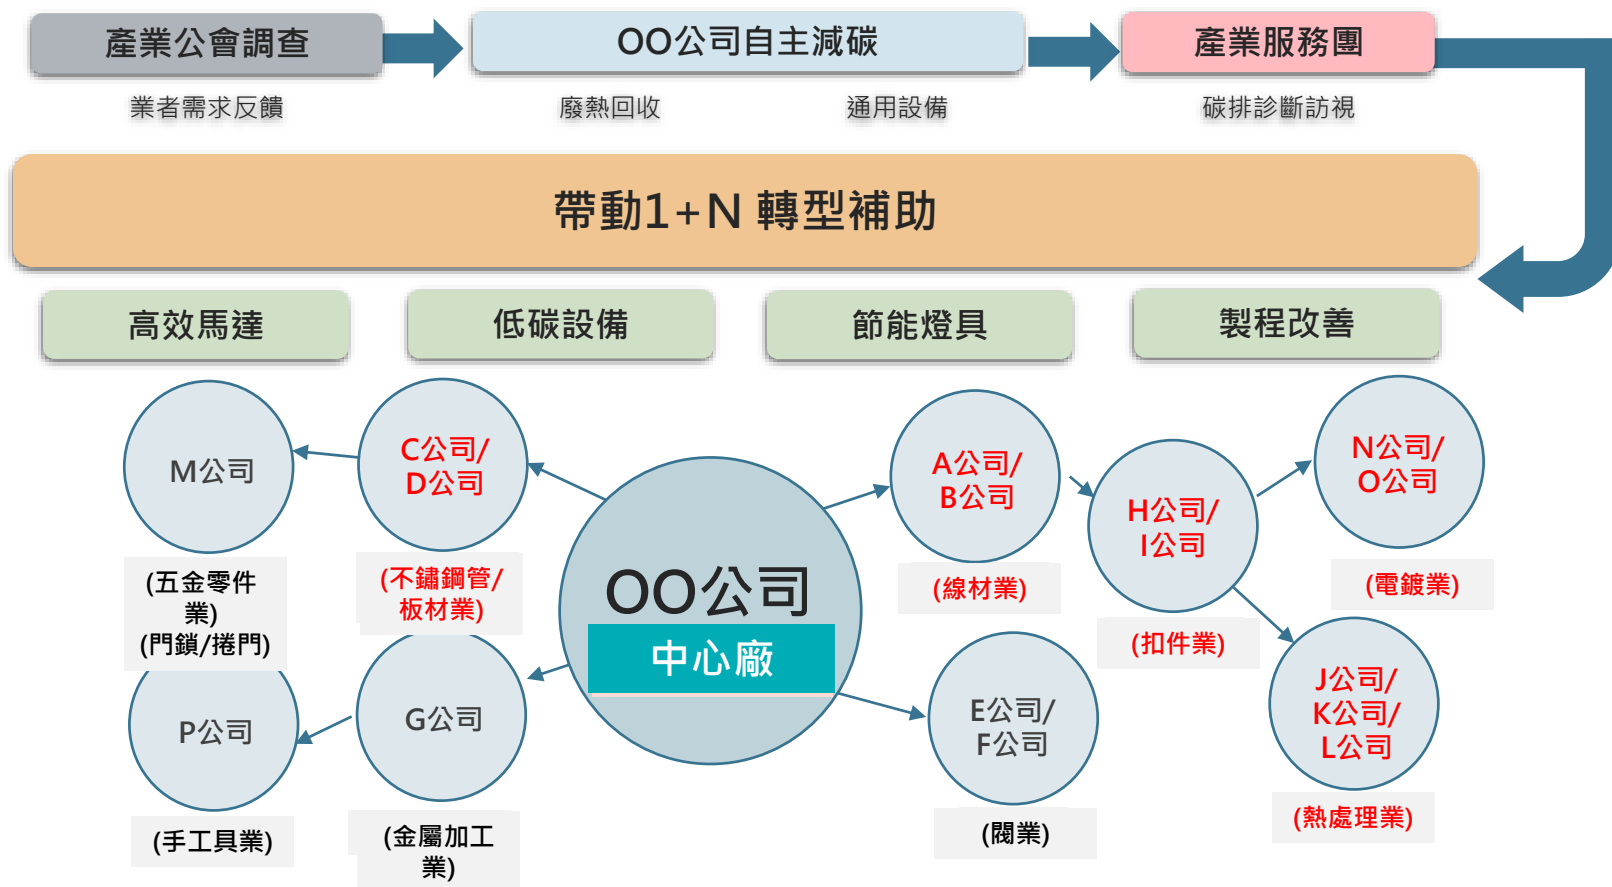 產業公會調查
OO公司自主減碳
產業服務團
業者需求反饋
廢熱回收
通用設備
碳排診斷訪視
帶動1+N 轉型補助
高效馬達
低碳設備
節能燈具
製程改善
M公司
C公司/
D公司
A公司/
B公司
H公司/
I公司
N公司/
O公司
(五金零件
業)
(門鎖/捲門)
(不鏽鋼管/
板材業)
OO公司
中心廠
(線材業)
(扣件業)
(電鍍業)
P公司
G公司
E公司/
F公司
J公司/
K公司/
L公司
(手工具業)
(金屬加工
業)
(閥業)
(熱處理業)